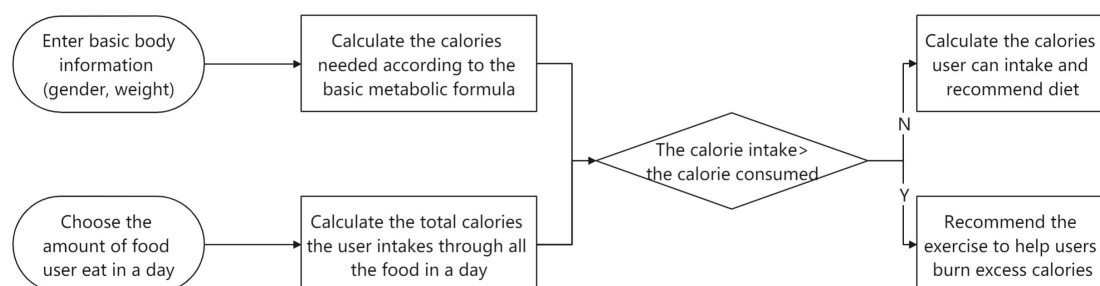 Enter basic body
information
(gender, weight)
Calculate the calories
needed according to the
basic metabolic formula
Calculate the calories
user can intake and
recommend diet
N
The calorie intake>
the calorie consumed
Y
Choose the
amount of food
user eat in a day
Calculate the total calories
the user intakes through all
the food in a day
Recommend the
exercise to help users
burn excess calories